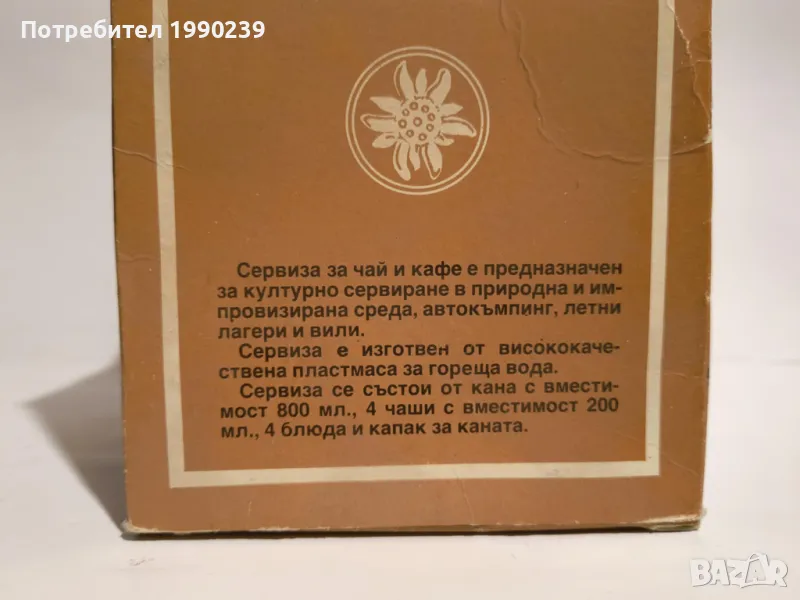 Потребител 1990239
Сервиза за чай и кафе е предназначен
за културно сервиране в природна и им-
провизирана среда, автокъмпинг, летни
лагери и вили.
Сервиза е изготвен от висококаче-
ствена пластмаса за гореща вода.
Сервиза се състои от кана с вмести-
мост 800 мл., 4 чаши с вместимост 200
мл., 4 блюда и капак за каната.
BAZAR